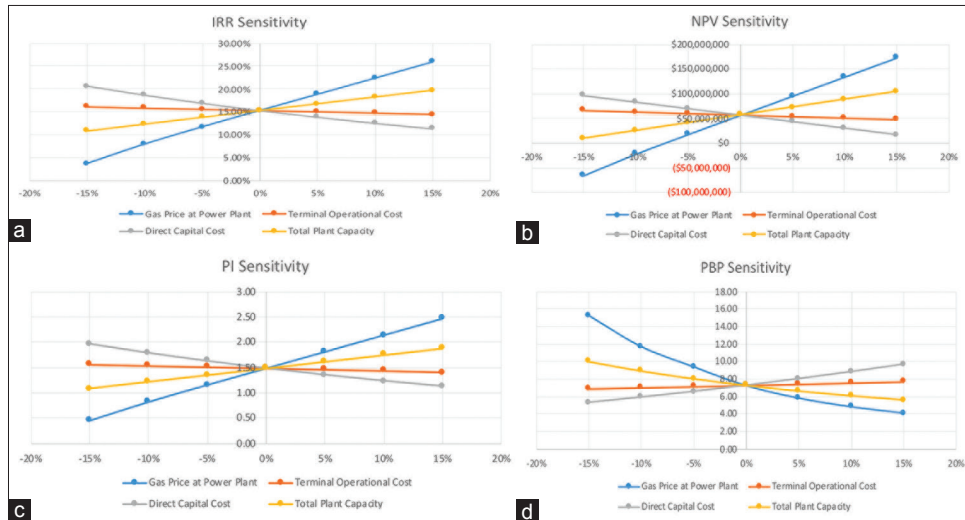 IRR Sensitivity
30.00%
25.00%
20.00%
15.00%
10.00%
5.00%
0.00%
-20% -15% -10% -5% 0% 5% 10% 15% 20%
Gas Price at Power Plant Terminal Operational Cost
Direct Capital Cost Total Plant Capacity
a
NPV Sensitivity
$200,000,000
$150,000,000
$100,000,000
$50,000,000
$0
($50,000,000)
($100,000,000)
-20% -15% -10% -5% 0% 5% 10% 15% 20%
Gas Price at Power Plant Terminal Operational Cost
Direct Capital Cost Total Plant Capacity
b
PI Sensitivity
3.00
2.50
2.00
1.50
1.00
0.50
0.00
-20% -15% -10% -5% 0% 5% 10% 15% 20%
Gas Price at Power Plant Terminal Operational Cost
Direct Capital Cost Total Plant Capacity
c
PBP Sensitivity
18.00
16.00
14.00
12.00
10.00
8.00
6.00
4.00
2.00
0.00
-20% -15% -10% -5% 0% 5% 10% 15% 20%
Gas Price at Power Plant Terminal Operational Cost
Direct Capital Cost Total Plant Capacity
d